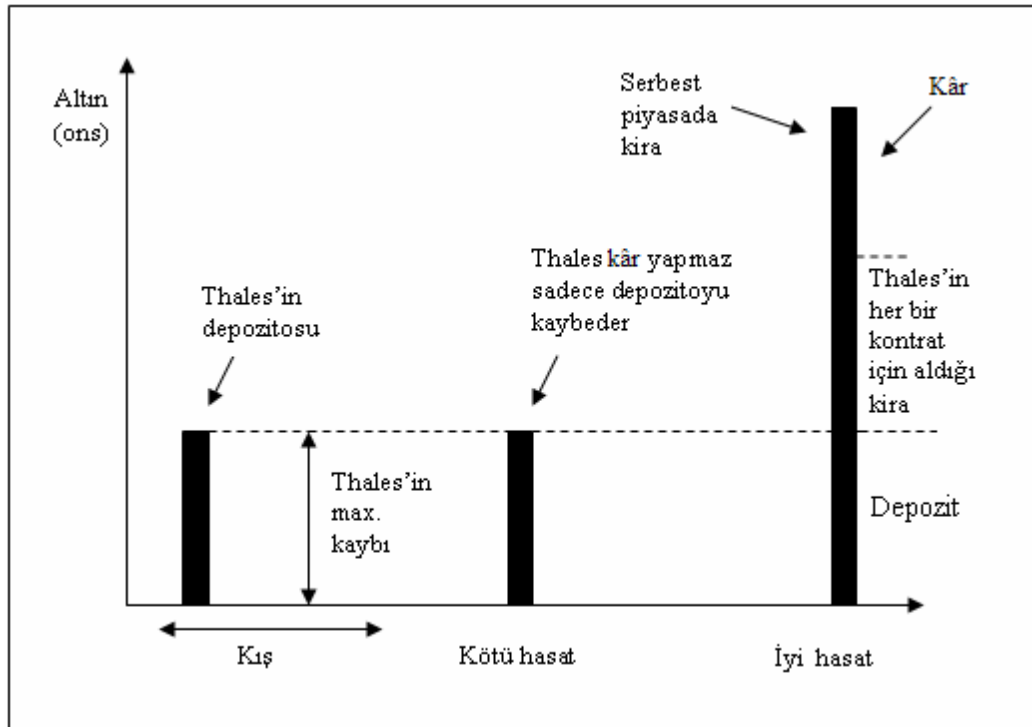 Altın
(ons)
Serbest
piyasada
kira
Kâr
Thales’in
depozitosu
Thales kâr yapmaz
sadece depozitoyu
kaybeder
Thales’in
her bir
kontrat
için aldığı
kira
Thales’in
max.
kaybı
Depozit
Kış
Kötü hasat
İyi hasat